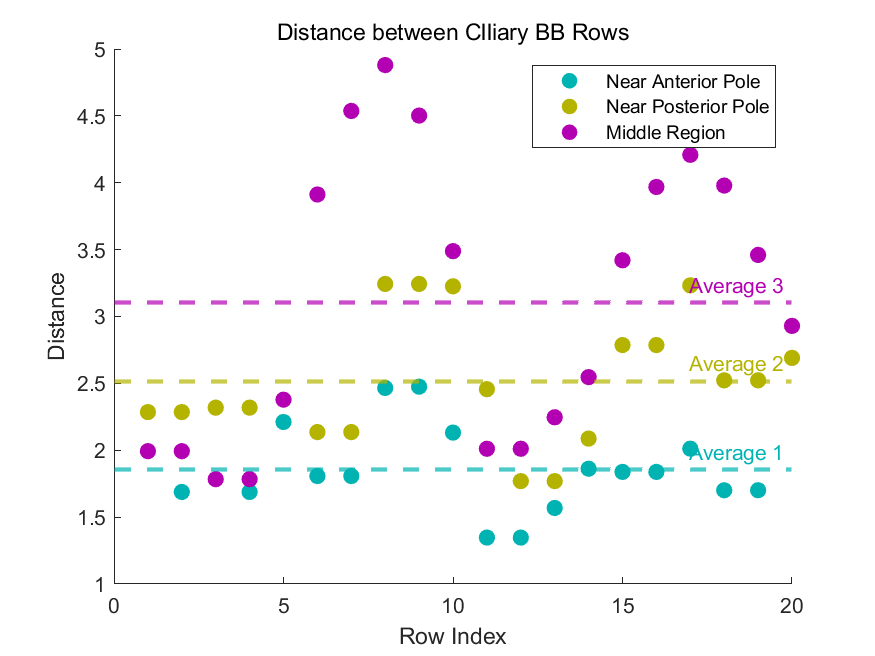 Distance between CIliary BB Rows
Near Anterior Pole
Near Posterior Pole
Middle Region
5
4.5
4
3.5
3
2.5
2
1.5
1
Distance
Average 3
Average 2
Average 1
0
5
10
15
20
Row Index